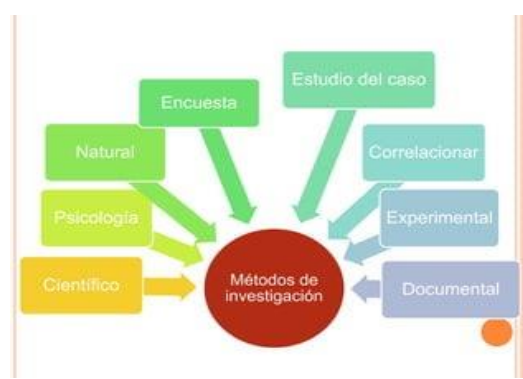 Estudio del caso
Encuesta
Natural
Correlacionar
Psicología
Experimental
Científico
Métodos de
investigación
Documental